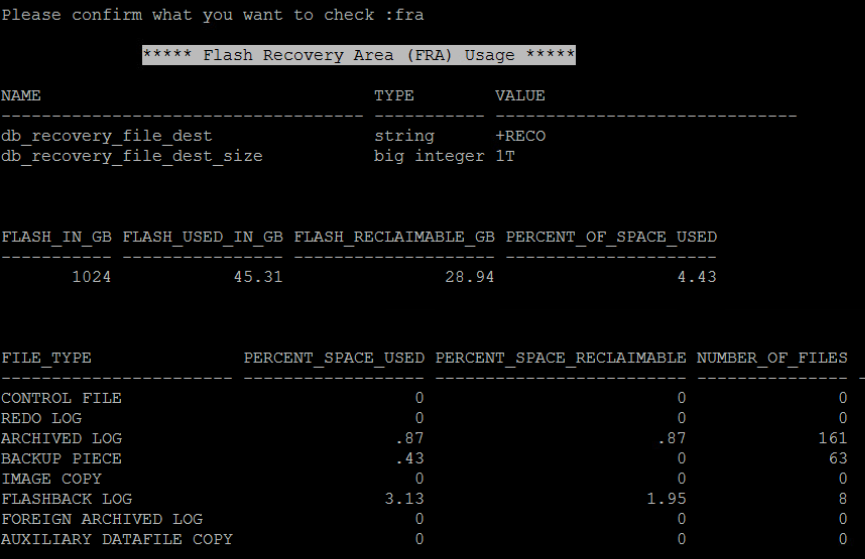 Please confirm what you want to check :fra
***** Flash Recovery Area (FRA) Usage *****
NAME TYPE VALUE
------------------------------------ ----------- ------------------------------
db_recovery_file_dest string +RECO
db_recovery_file_dest_size big integer 1T
FLASH_IN_GB FLASH_USED_IN_GB FLASH_RECLAIMABLE_GB PERCENT_OF_SPACE_USED
----------- ---------------- -------------------- ---------------------
1024 45.31 28.94 4.43
FILE_TYPE PERCENT_SPACE_USED PERCENT_SPACE_RECLAIMABLE NUMBER_OF_FILES
----------------------- ------------------ ------------------------- --------------- -
CONTROL FILE 0 0 0
REDO LOG 0 0 0
ARCHIVED LOG .87 .87 161
BACKUP PIECE .43 0 63
IMAGE COPY 0 0 0
FLASHBACK LOG 3.13 1.95 8
FOREIGN ARCHIVED LOG 0 0 0
AUXILIARY DATAFILE COPY 0 0 0